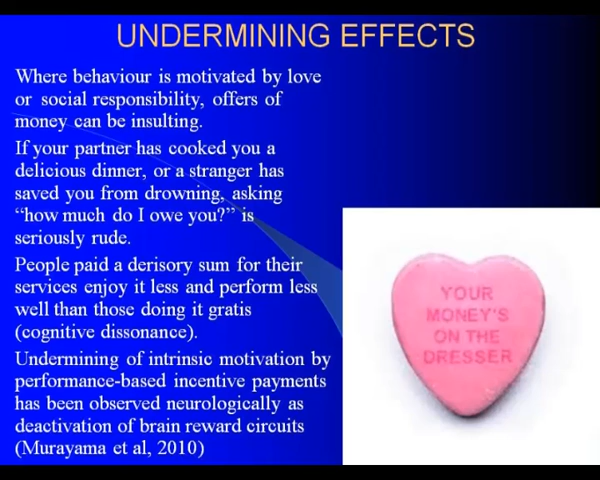 UNDERMINING EFFECTS
Where behaviour is motivated by love
or social responsibility, offers of
money can be insulting.
If your partner has cooked you a
delicious dinner, or a stranger has
saved you from drowning, asking
“how much do I owe you?” is
seriously rude.
People paid a derisory sum for their
services enjoy it less and perform less
well than those doing it gratis
(cognitive dissonance).
Undermining of intrinsic motivation by
performance-based incentive payments
has been observed neurologically as
deactivation of brain reward circuits
(Murayama et al, 2010)
YOUR
MONEY'S
ON THE
DRESSER